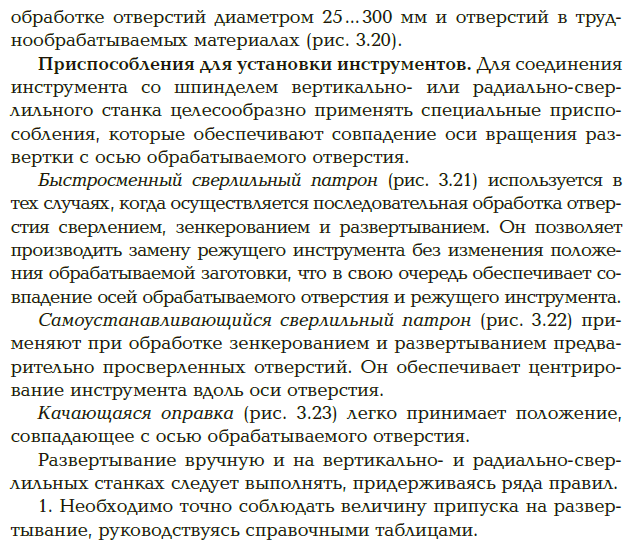 обработке отверстий диаметром 25...300 мм и отверстий в труд-
нообрабатываемых материалах (рис. 3.20).
Приспособления для установки инструментов. Для соединения
инструмента со шпинделем вертикально- или радиально-свер-
лильного станка целесообразно применять специальные приспо-
собления, которые обеспечивают совпадение оси вращения раз-
вертки с осью обрабатываемого отверстия.
Быстросменный сверлильный патрон (рис. 3.21) используется в
тех случаях, когда осуществляется последовательная обработка отвер-
стия сверлением, зенкерованием и развертыванием. Он позволяет
производить замену режущего инструмента без изменения положе-
ния обрабатываемой заготовки, что в свою очередь обеспечивает со-
впадение осей обрабатываемого отверстия и режущего инструмента.
Самоустанавливающийся сверлильный патрон (рис. 3.22) при-
меняют при обработке зенкерованием и развертыванием предва-
рительно просверленных отверстий. Он обеспечивает центриро-
вание инструмента вдоль оси отверстия.
Качающаяся оправка (рис. 3.23) легко принимает положение,
совпадающее с осью обрабатываемого отверстия.
Развертывание вручную и на вертикально- и радиально-свер-
лильных станках следует выполнять, придерживаясь ряда правил.
1. Необходимо точно соблюдать величину припуска на развер-
тывание, руководствуясь справочными таблицами.